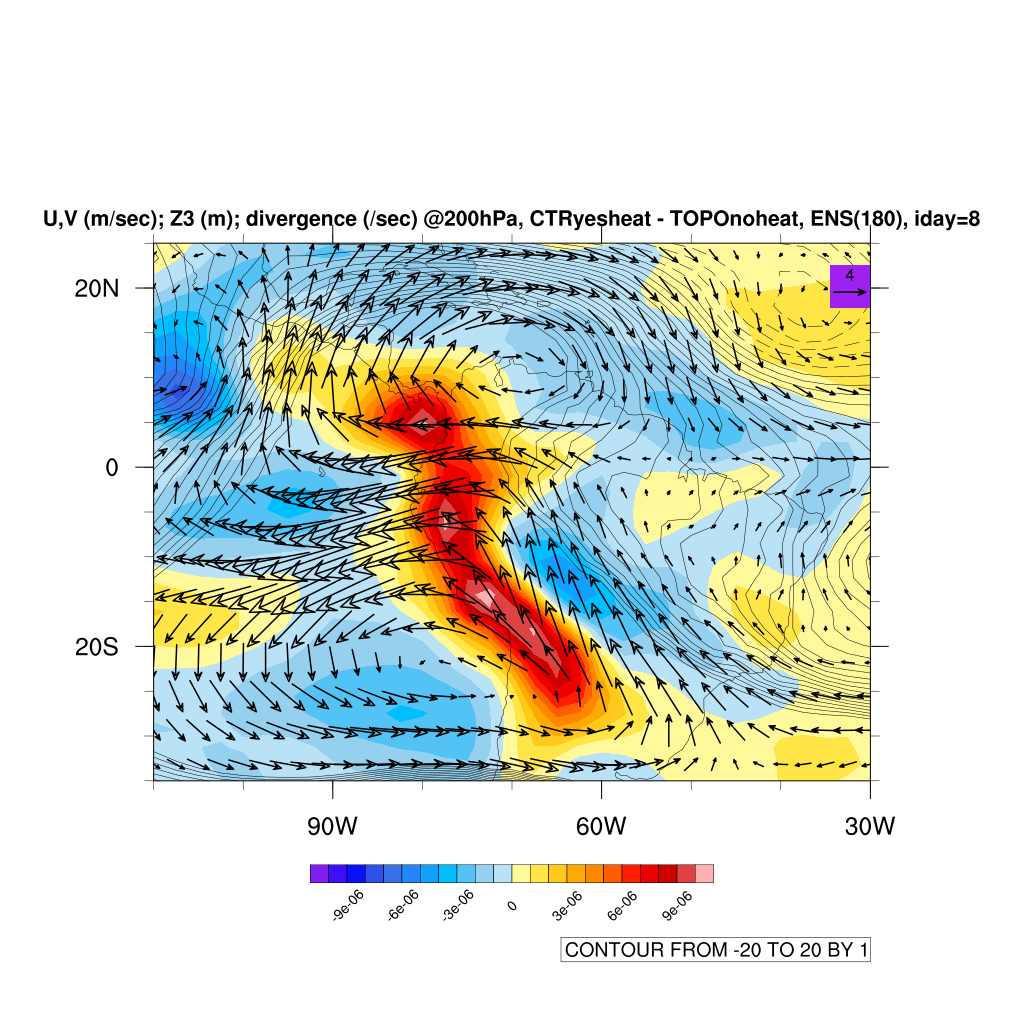 U,V (m/sec); Z3 (m); divergence (/sec) @200hPa, CTRyesheat - TOPOnoheat, ENS(180), iday=8
4
20N
0
20S
90W 60W 30W
-9e-06 -6e-06 -3e-06 0 3e-06 6e-06 9e-06
CONTOUR FROM -20 TO 20 BY 1